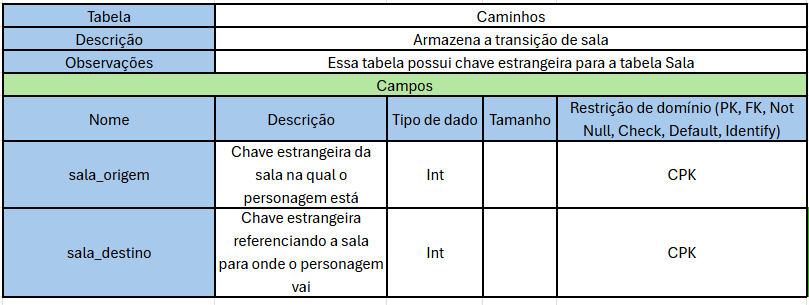 Tabela Caminhos
Descrição Armazena a transição de sala
Observações Essa tabela possui chave estrangeira para a tabela Sala
Campos
Nome Descrição Tipo de dado Tamanho Restrição de domínio (PK, FK, Not
Null, Check, Default, Identify)
sala_origem Chave estrangeira da
sala na qual o
personagem está Int CPK
sala_destino Chave estrangeira
referenciando a sala
para onde o personagem
vai Int CPK